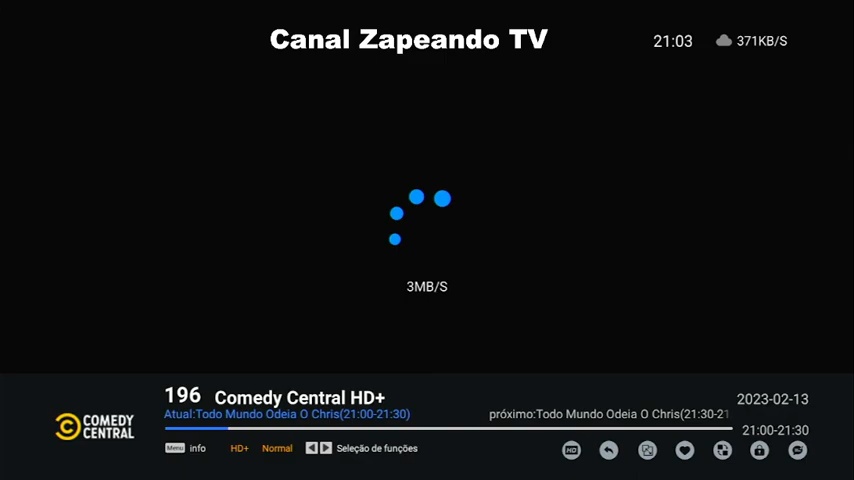 Canal Zapeando TV
21:03 371KB/S
3MB/S
196 Comedy Central HD+
2023-02-13
Atual:Todo Mundo Odeia O Chris(21:00-21:30)
próximo:Todo Mundo Odeia O Chris(21:30-21
COMEDY
CENTRAL
21:00-21:30
Menu info HD+ Normal Seleção de funções
HD